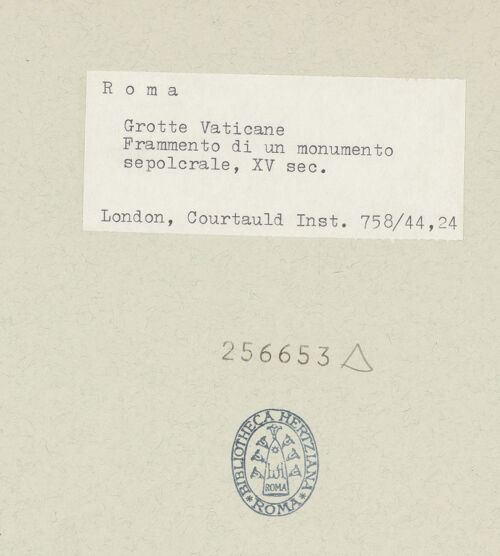 Roma
Grotte Vaticane
Frammento di un monumento
sepolcrale, XV sec.
London, Courtauld Inst. 758/44,24
256653
BIBLIOTHECA HERTZIANA
ROMA
ROMA